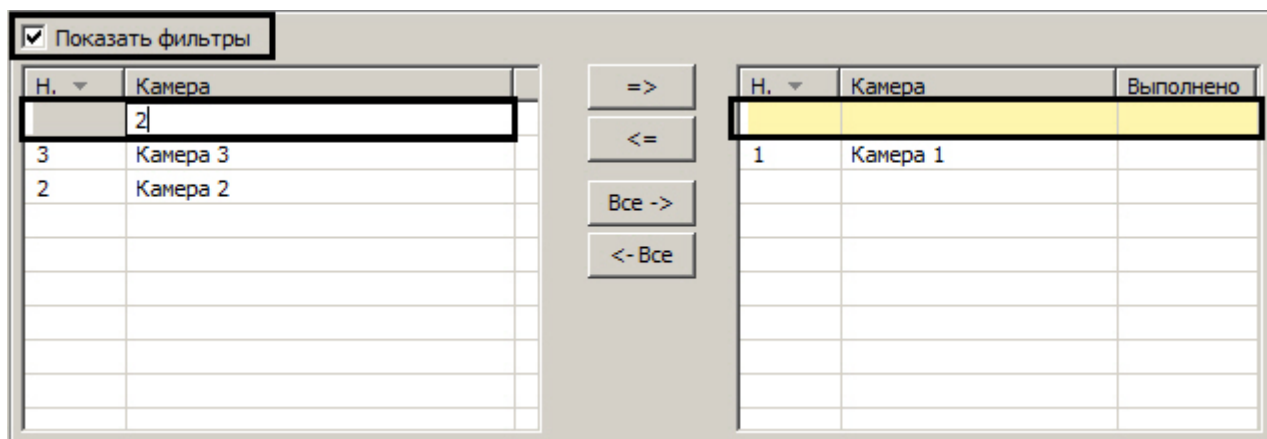 Показать фильтры
Н. Камера
2
3 Камера 3
2 Камера 2
=>
<=
Все ->
<- Все
Н. Камера Выполнено
1 Камера 1